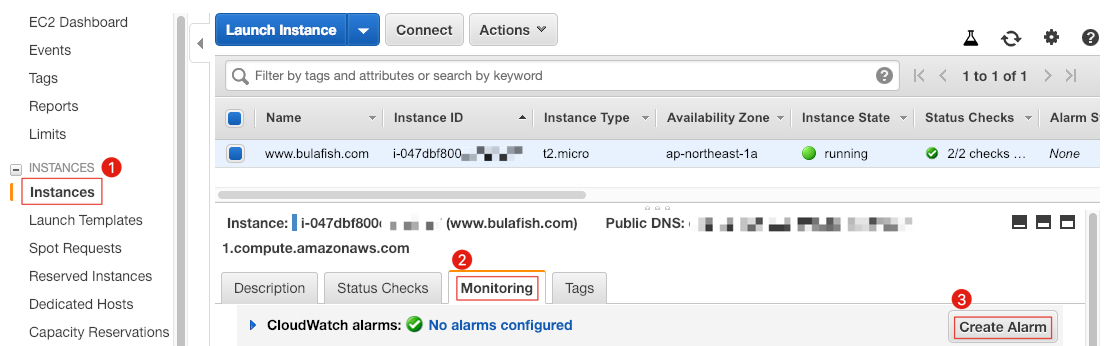 EC2 Dashboard
Events
Tags
Reports
Limits
INSTANCES 1
Instances
Launch Templates
Spot Requests
Reserved Instances
Dedicated Hosts
Capacity Reservations
Launch Instance Connect Actions
Filter by tags and attributes or search by keyword ? 1 to 1 of 1
Name Instance ID Instance Type Availability Zone Instance State Status Checks Alarm S
www.bulafish.com i-047dbf800 t2.micro ap-northeast-1a running 2/2 checks ... None
Instance: i-047dbf800 (www.bulafish.com) Public DNS:
1.compute.amazonaws.com
2
Description Status Checks Monitoring Tags
3
CloudWatch alarms: No alarms configured Create Alarm